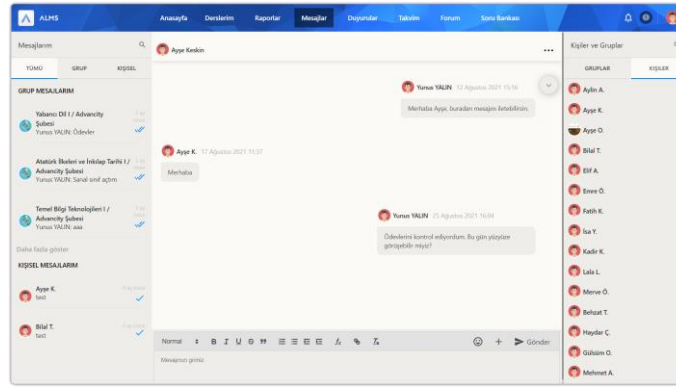 ALMS
Anasayfa Derslerim Raporlar Mesajlar Duyurular Takvim Forum Soru Bankası
Mesajlarım
TÜMÜ GRUP KİŞİSEL
GRUP MESAJLARIM
Yabancı Dil I / Advancity
Şubesi
Yunus YALIN: Ödevler
Atatürk İlkeleri ve İnkılap Tarihi I /
Advancity Şubesi
Yunus YALIN: Sanal sınıf açtım
Temel Bilgi Teknolojileri I /
Advancity Şubesi
Yunus YALIN: aaa
Daha fazla göster
KİŞİSEL MESAJLARIM
Ayşe K.
test
Bilal T.
test
Ayşe Keskin
Yunus YALIN 12 Ağustos 2021 15:16
Merhaba Ayşe, buradan mesajını iletebilirsin.
Ayşe K. 17 Ağustos 2021 11:37
Merhaba
Yunus YALIN 25 Ağustos 2021 16:08
Ödevlerini kontrol ediyordum. Bu gün yüzyüze
görüşebilir miyiz?
Normal
Gönder
Mesajınızı giriniz
Kişiler ve Gruplar
GRUPLAR KİŞİLER
Aylin A.
Ayşe K.
Ayşe O.
Bilal T.
Elif A.
Emre Ö.
Fatih K.
İsa Y.
Kadir K.
Lala L.
Merve Ö.
Behzat T.
Haydar Ç.
Gülsüm O.
Mehmet A.